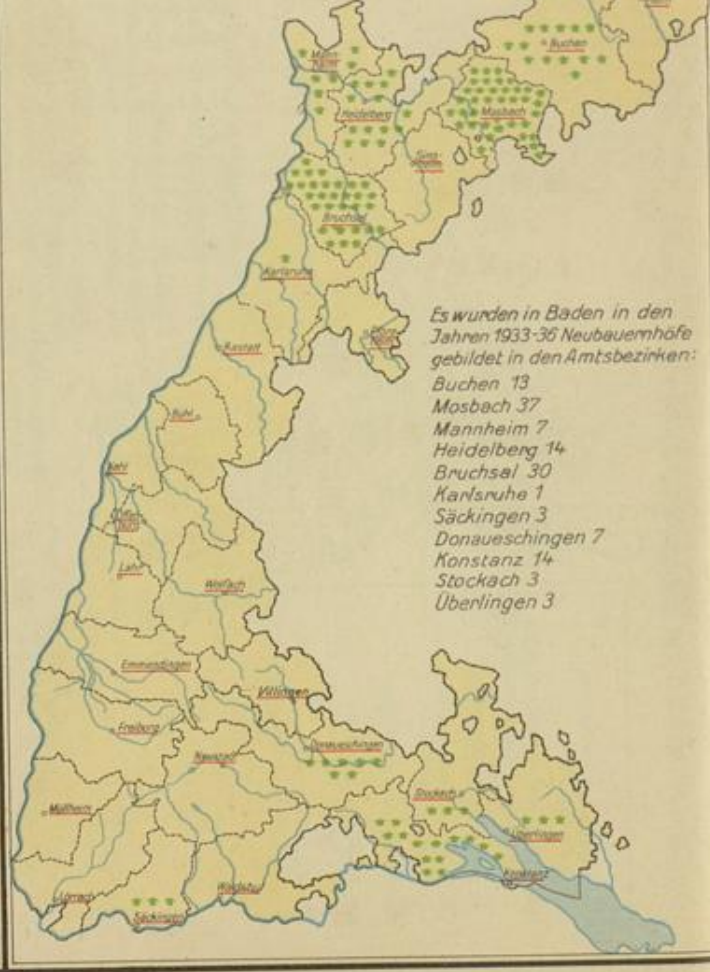 Buchen
Mosbach
Heidelberg
Bruchsal
Karlsruhe
Es wurden in Baden in den
Jahren 1933-36 Neubauernhöfe
gebildet in den Amtsbezirken:
Buchen 13
Mosbach 37
Mannheim 7
Heidelberg 14
Bruchsal 30
Karlsruhe 1
Säckingen 3
Donaueschingen 7
Konstanz 14
Stockach 3
Überlingen 3
Rastatt
Bühl
Kehl
Lahr
Wolfach
Emmendingen
Villingen
Freiburg
Neustadt
Donaueschingen
Müllheim
Stockach
Überlingen
Konstanz
Lörrach
Säckingen
Waldshut